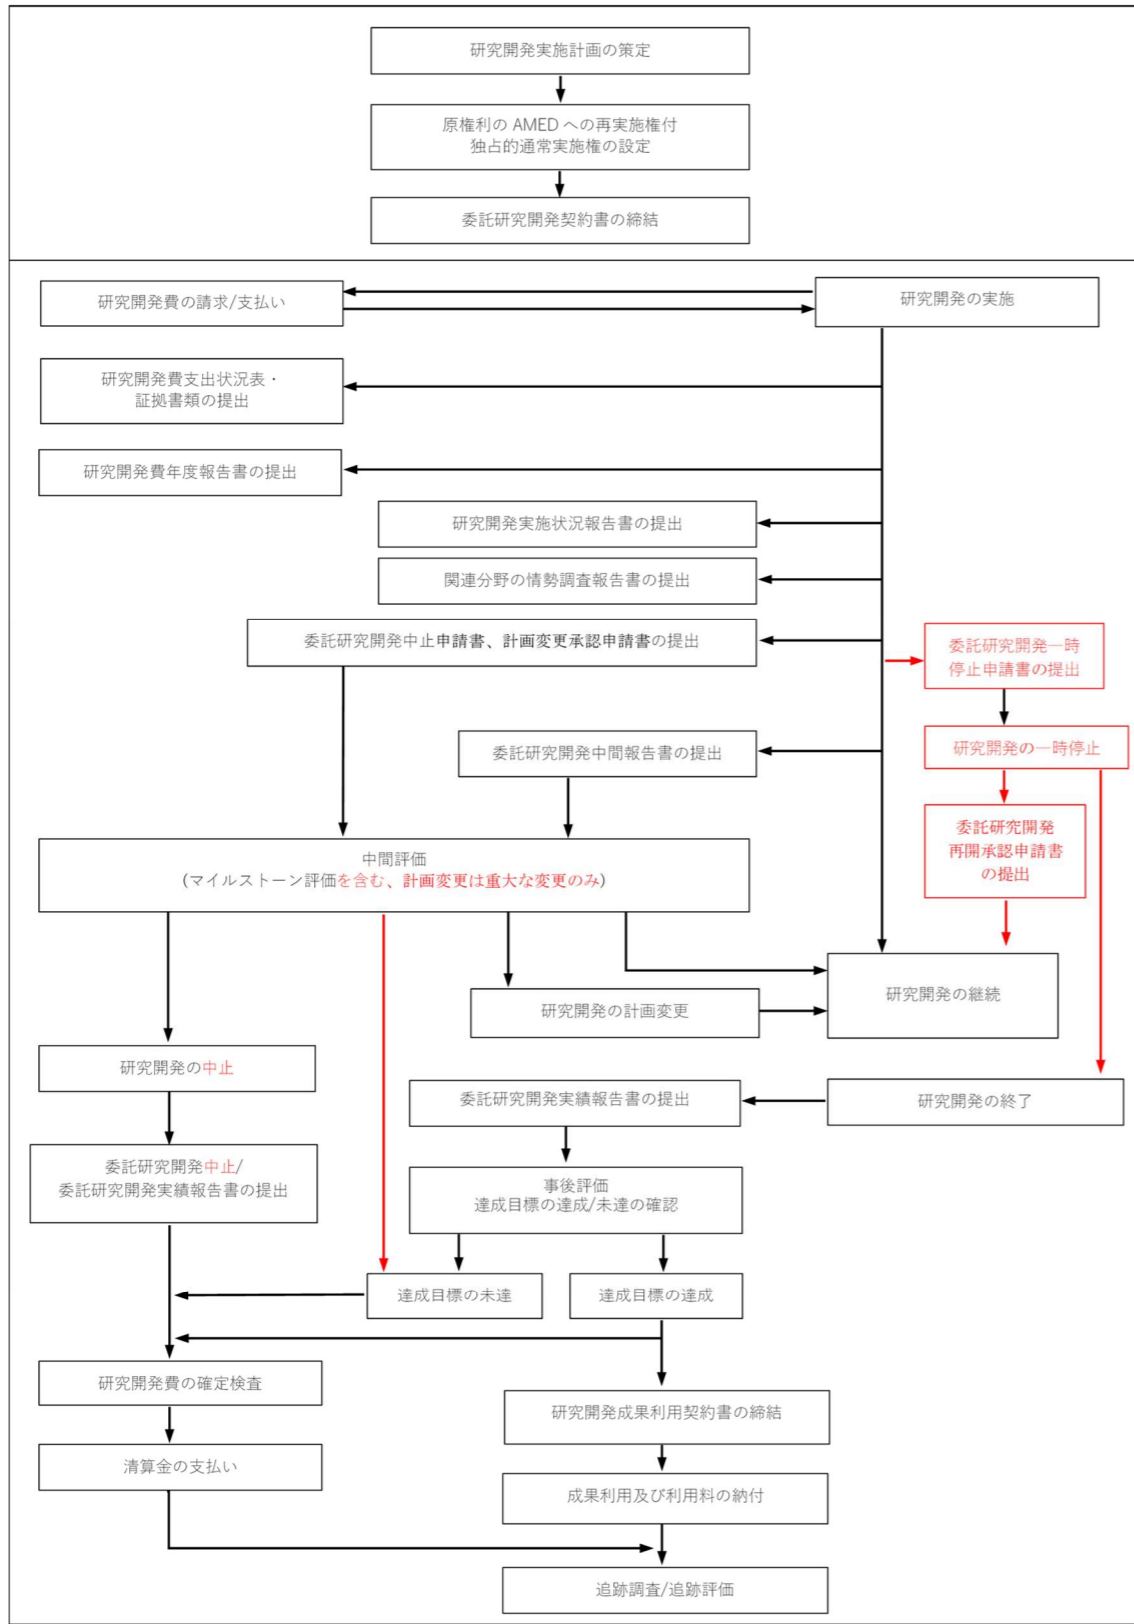 研究開発実施計画の策定
原権利の AMED への再実施権付
独占的通常実施権の設定
委託研究開発契約書の締結
研究開発費の請求/支払い
研究開発の実施
研究開発費支出状況表・
証拠書類の提出
研究開発費年度報告書の提出
研究開発実施状況報告書の提出
関連分野の情勢調査報告書の提出
委託研究開発中止申請書、計画変更承認申請書の提出
委託研究開発一時
停止申請書の提出
研究開発の一時停止
委託研究開発中間報告書の提出
委託研究開発
再開承認申請書
の提出
中間評価
(マイルストーン評価を含む、計画変更は重大な変更のみ)
研究開発の計画変更
研究開発の継続
研究開発の中止
委託研究開発実績報告書の提出
研究開発の終了
委託研究開発中止/
委託研究開発実績報告書の提出
事後評価
達成目標の達成/未達の確認
達成目標の未達
達成目標の達成
研究開発費の確定検査
研究開発成果利用契約書の締結
清算金の支払い
成果利用及び利用料の納付
追跡調査/追跡評価